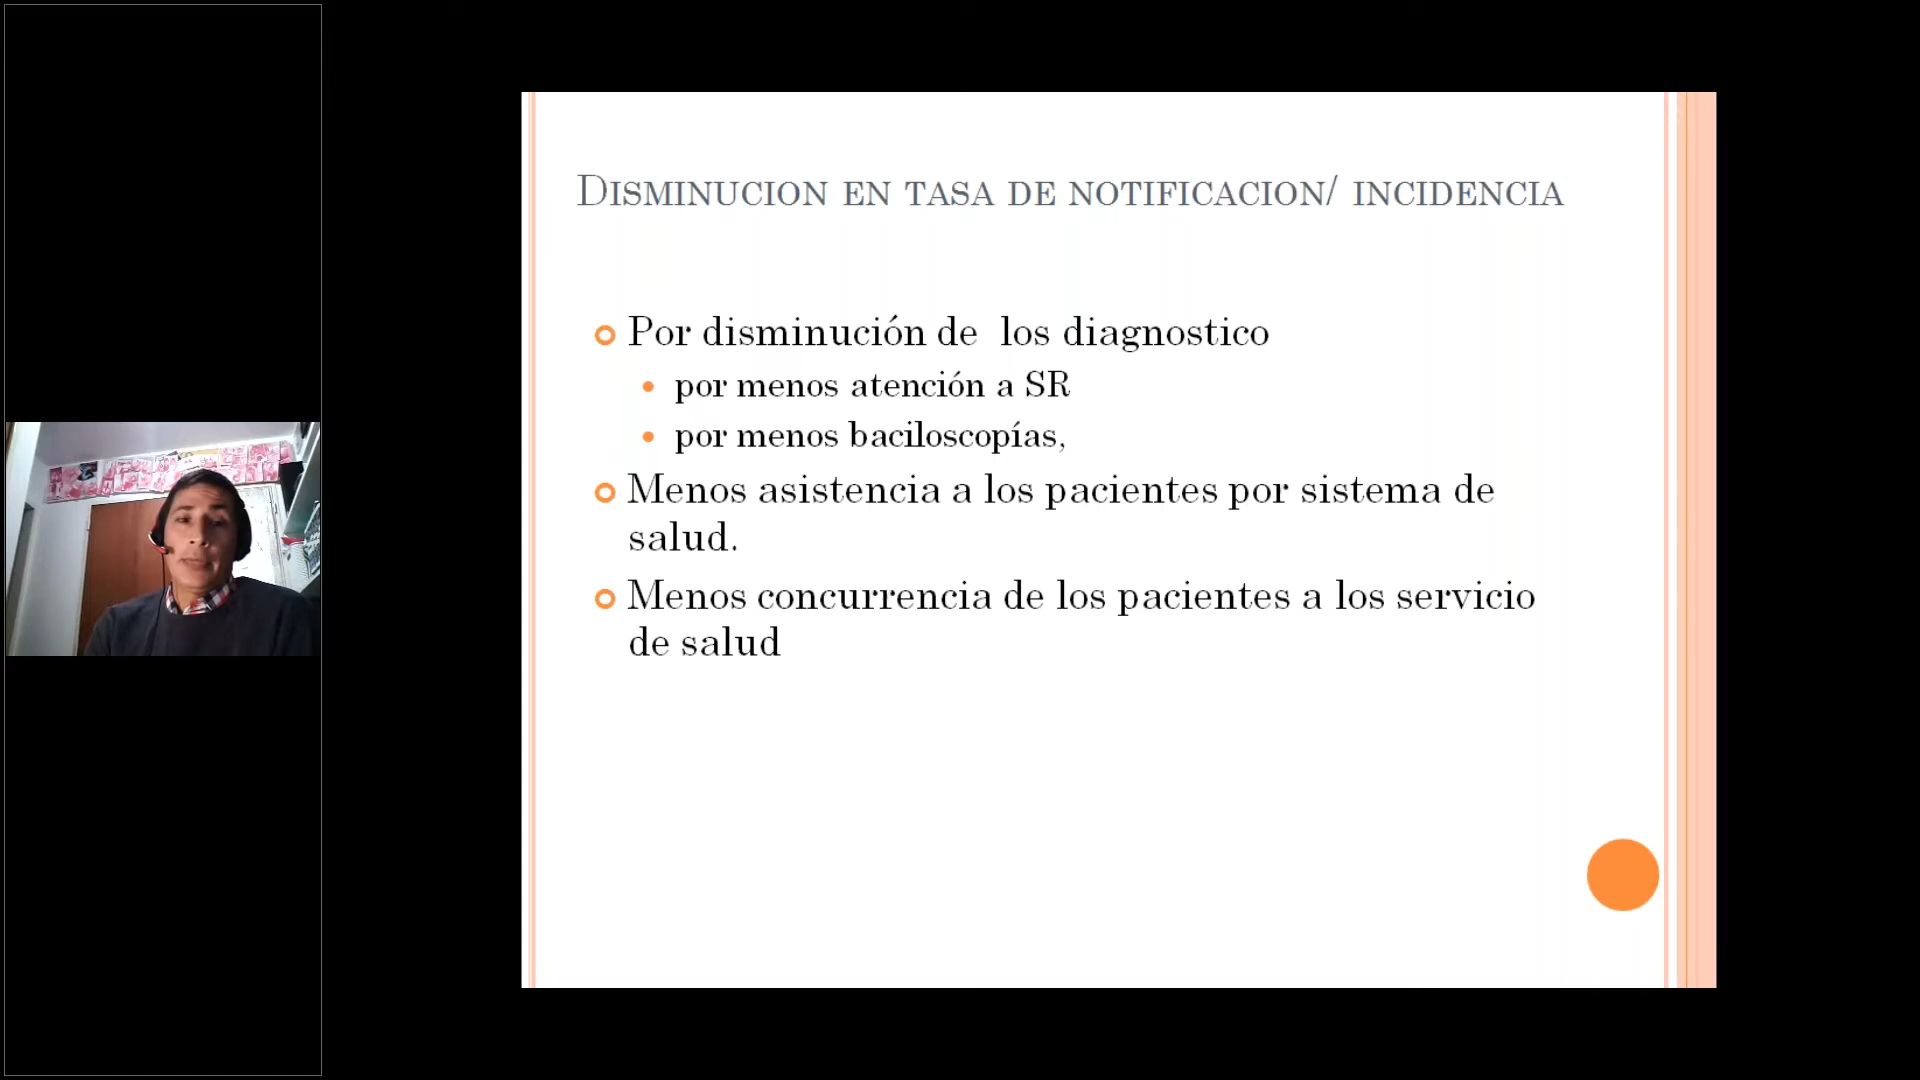 DISMINUCION EN TASA DE NOTIFICACION/ INCIDENCIA
Por disminución de los diagnostico
por menos atención a SR
por menos baciloscopías,
Menos asistencia a los pacientes por sistema de
salud.
Menos concurrencia de los pacientes a los servicio
de salud